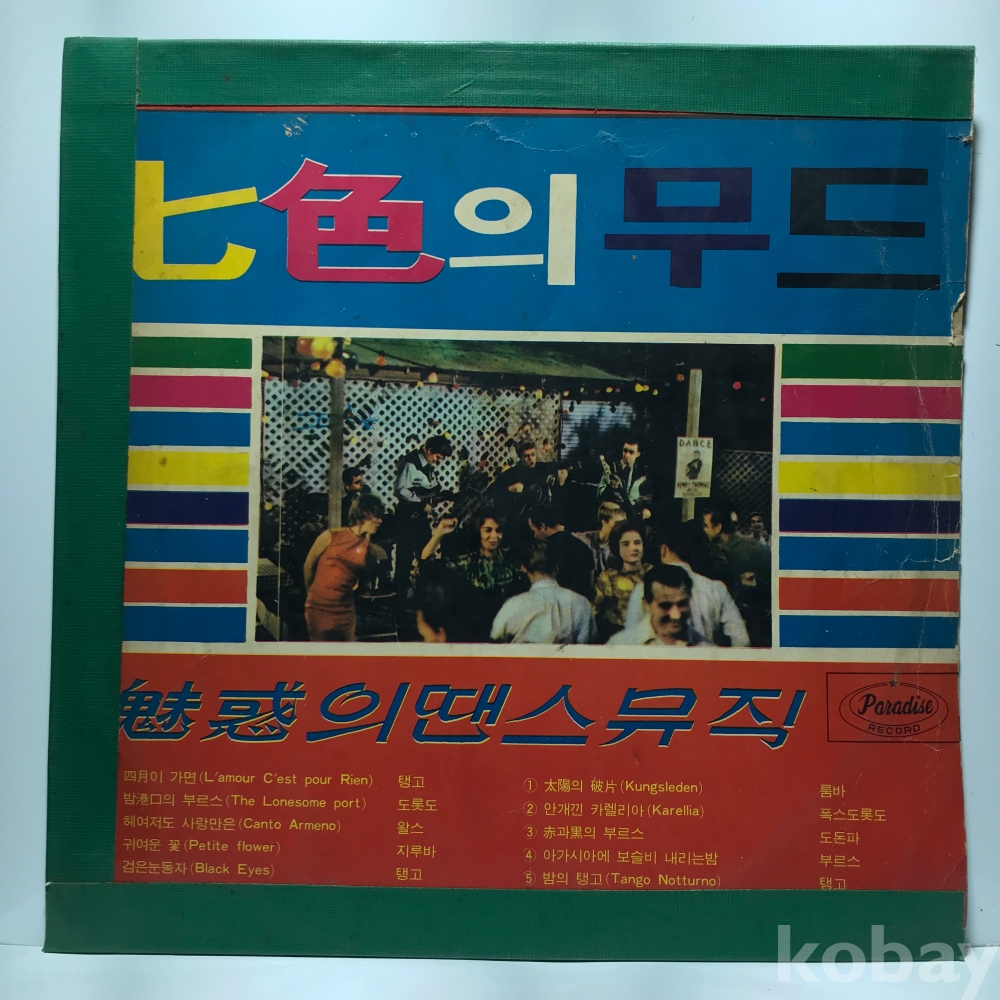 七色의무드
DANCE
魅惑의땐스뮤직
Paradise
RECORD
四月이 가면(L'amour C'est pour Rien) 탱고
밤港口의 부르스(The Lonesome port) 도롯도
헤여저도 사랑만은(Canto Armeno) 왈스
귀여운 꽃(Petite flower) 지루바
검은눈동자(Black Eyes) 탱고
① 太陽의 破片(Kungsleden) 룸바
② 안개낀 카렐리아(Karellia) 폭스도롯도
③ 赤과黒의 부르스 도돈파
④ 아가시아에 보슬비 내리는밤 부르스
⑤ 밤의 탱고(Tango Notturno) 탱고
kobay